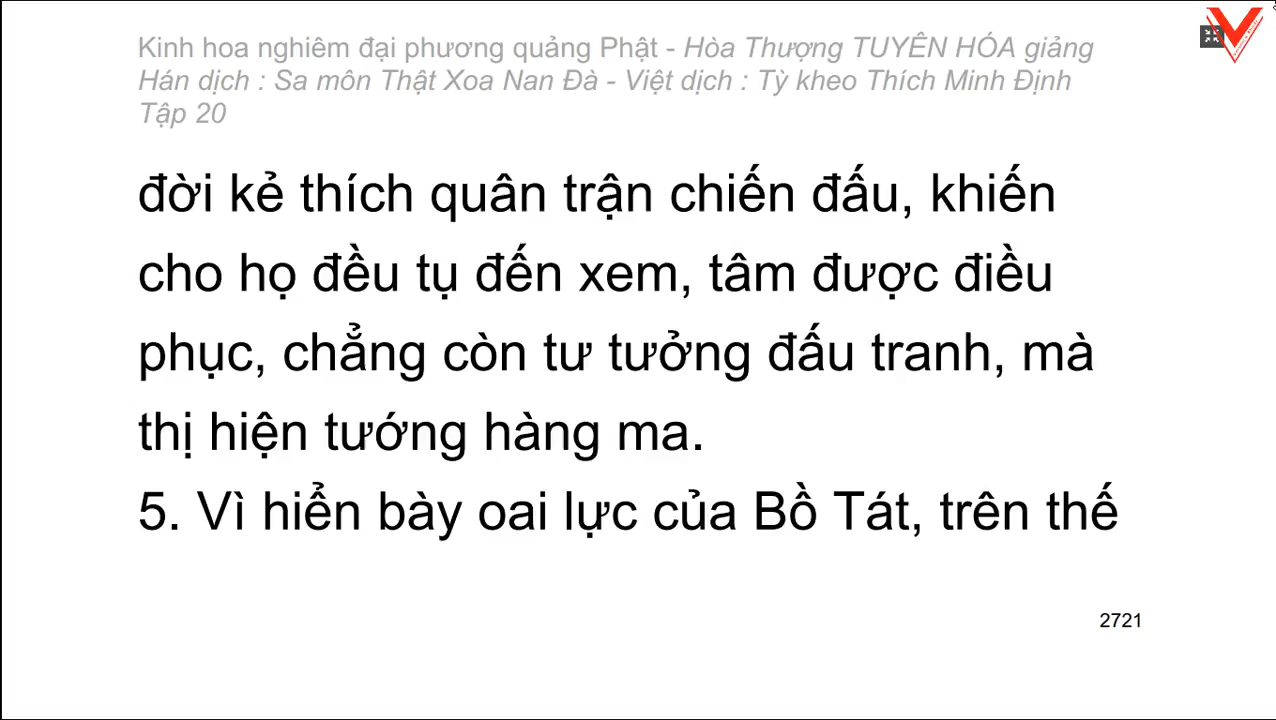 Kinh hoa nghiêm đại phương quảng Phật - Hòa Thượng TUYÊN HÓA giảng
Hán dịch : Sa môn Thật Xoa Nan Đà - Việt dịch : Tỳ kheo Thích Minh Định
Tập 20
đời kẻ thích quân trận chiến đấu, khiến
cho họ đều tụ đến xem, tâm được điều
phục, chẳng còn tư tưởng đấu tranh, mà
thị hiện tướng hàng ma.
5. Vì hiển bày oai lực của Bồ Tát, trên thế
2721